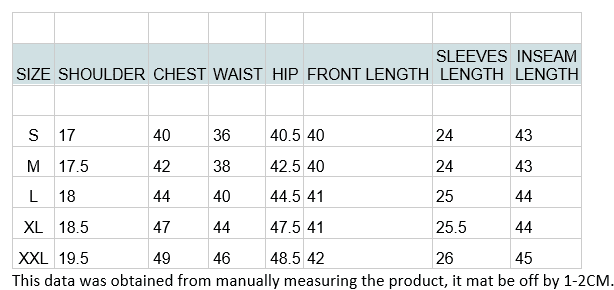 SIZE SHOULDER CHEST WAIST HIP FRONT LENGTH SLEEVES LENGTH INSEAM LENGTH
S 17 40 36 40.5 40 24 43
M 17.5 42 38 42.5 40 24 43
L 18 44 40 44.5 41 25 44
XL 18.5 47 44 47.5 41 25.5 44
XXL 19.5 49 46 48.5 42 26 45
This data was obtained from manually measuring the product, it mat be off by 1-2CM.